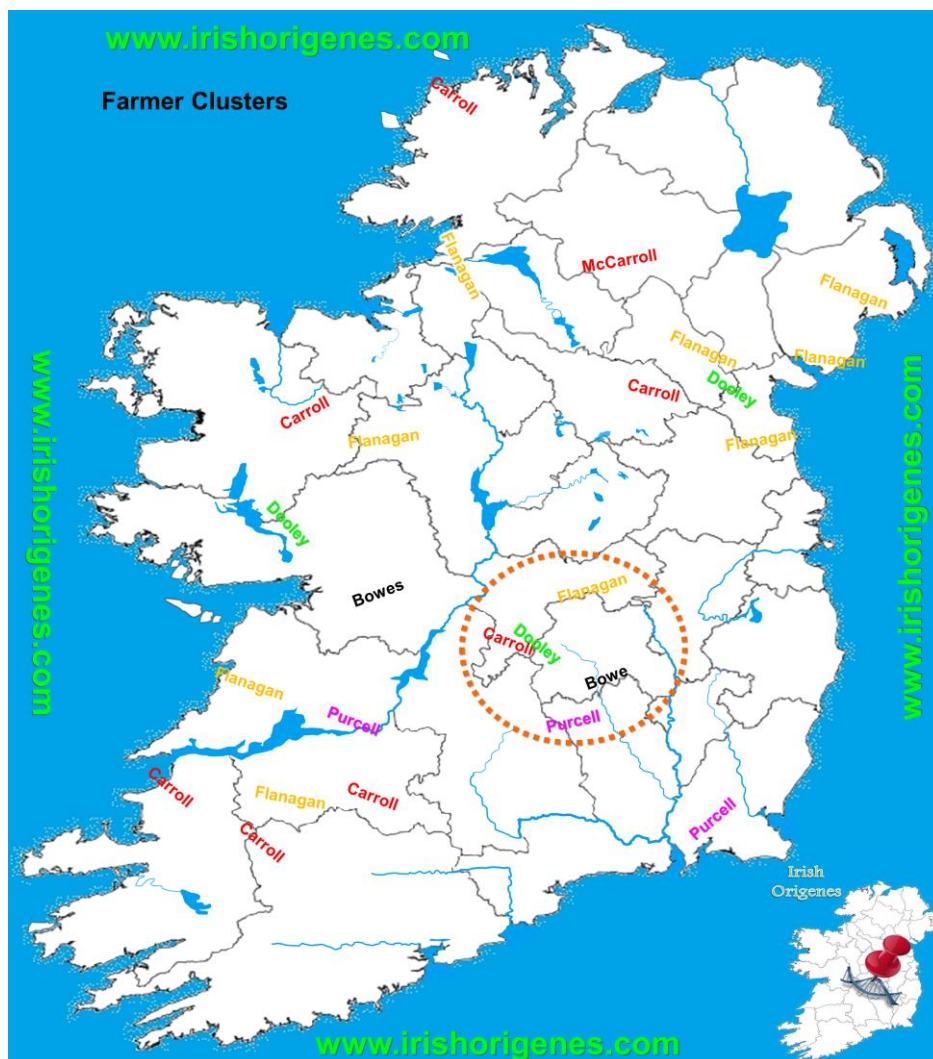 www.irishorigenes.com
Farmer Clusters
Carroll
Flanagan
McCarroll
Flanagan
Flanagan
Flanagan
Dooley
Carroll
Carroll
Flanagan
Flanagan
www.irishorigenes.com
www.irishorigenes.com
Dooley
Bowes
Flanagan
Dooley
Carroll
Bowe
Flanagan
Purcell
Purcell
Carroll
Flanagan
Carroll
Carroll
Purcell
Irish
Origenes
www.irishorigenes.com